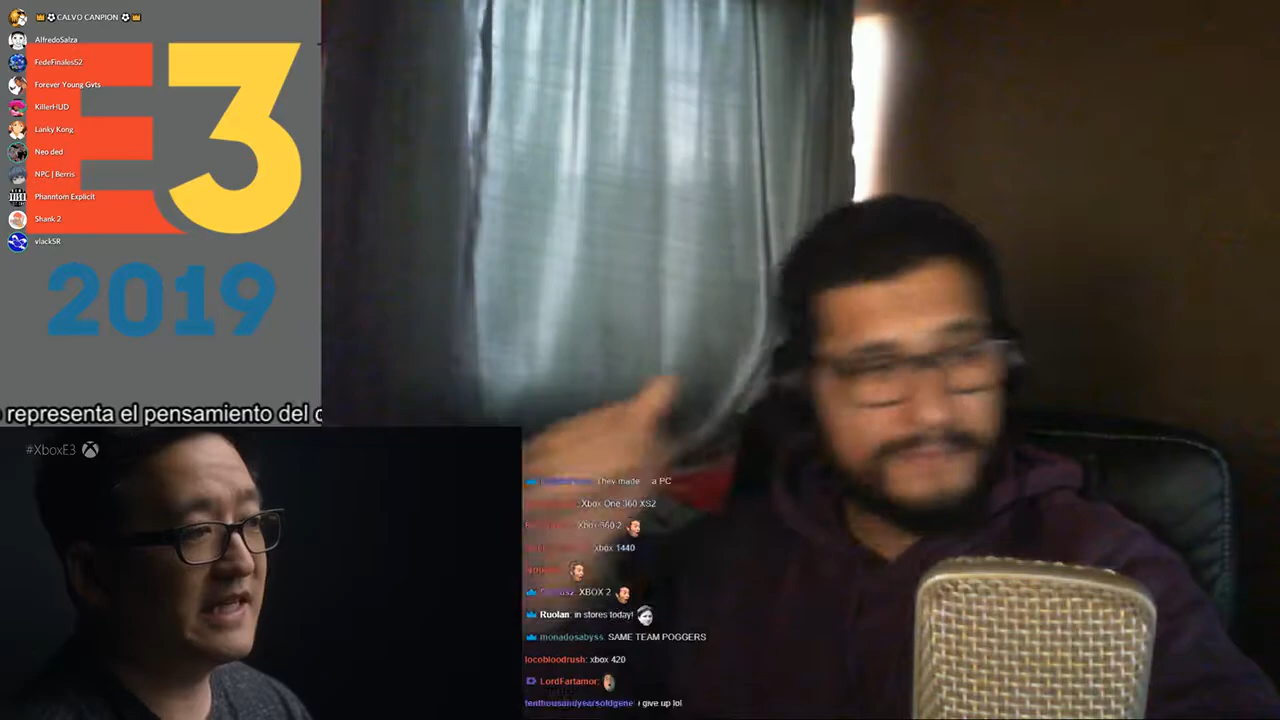 CALVO CANPION
AlfredoSalza
FedeFinales52
Forever Young Gvts
KillerHUD
Lanky Kong
Neo ded
NPC | Berris
Phanntom Explicit
Shank 2
vlackSR
E3
2019
representa el pensamiento del
#XboxE3
They made a PC
Xbox One 360 XS2
Xbox 360 2
xbox 1440
XBOX 2
Ruolan: in stores today!
monadosabyss: SAME TEAM POGGERS
locobloodrush: xbox 420
LordFartamor:
tenthousandyearsoldgene i give up lol